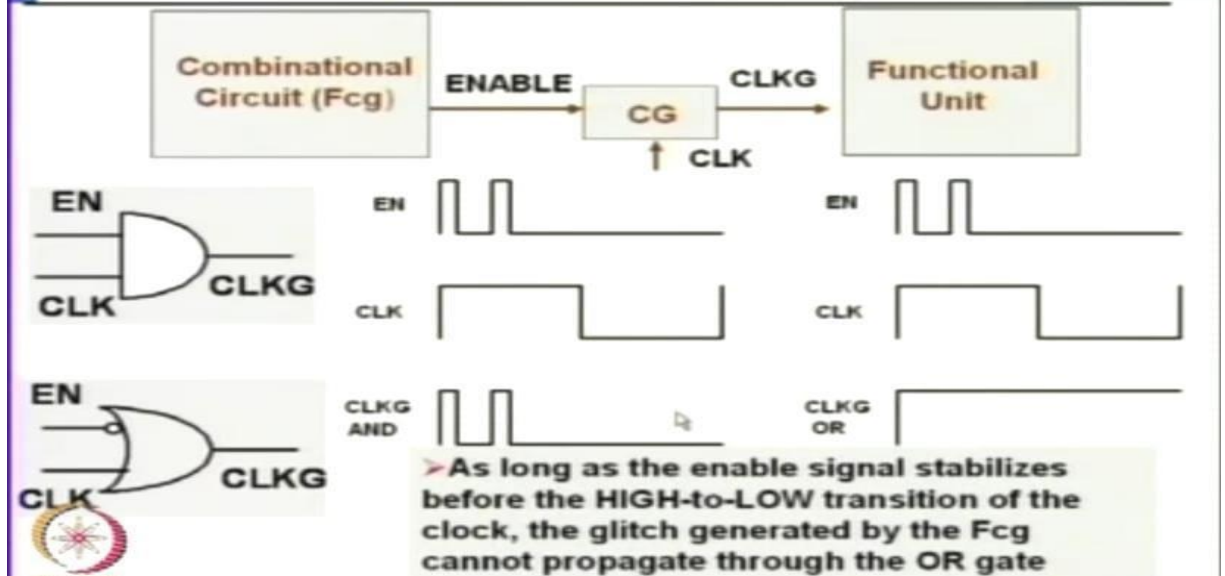 Combinational
Circuit (Fcg)
ENABLE
CG
CLKG
CLK
Functional
Unit
EN
CLK
CLKG
EN
CLK
CLKG
EN
CLK
CLKG
AND
EN
CLK
CLKG
OR
➢As long as the enable signal stabilizes
before the HIGH-to-LOW transition of the
clock, the glitch generated by the Fcg
cannot propagate through the OR gate